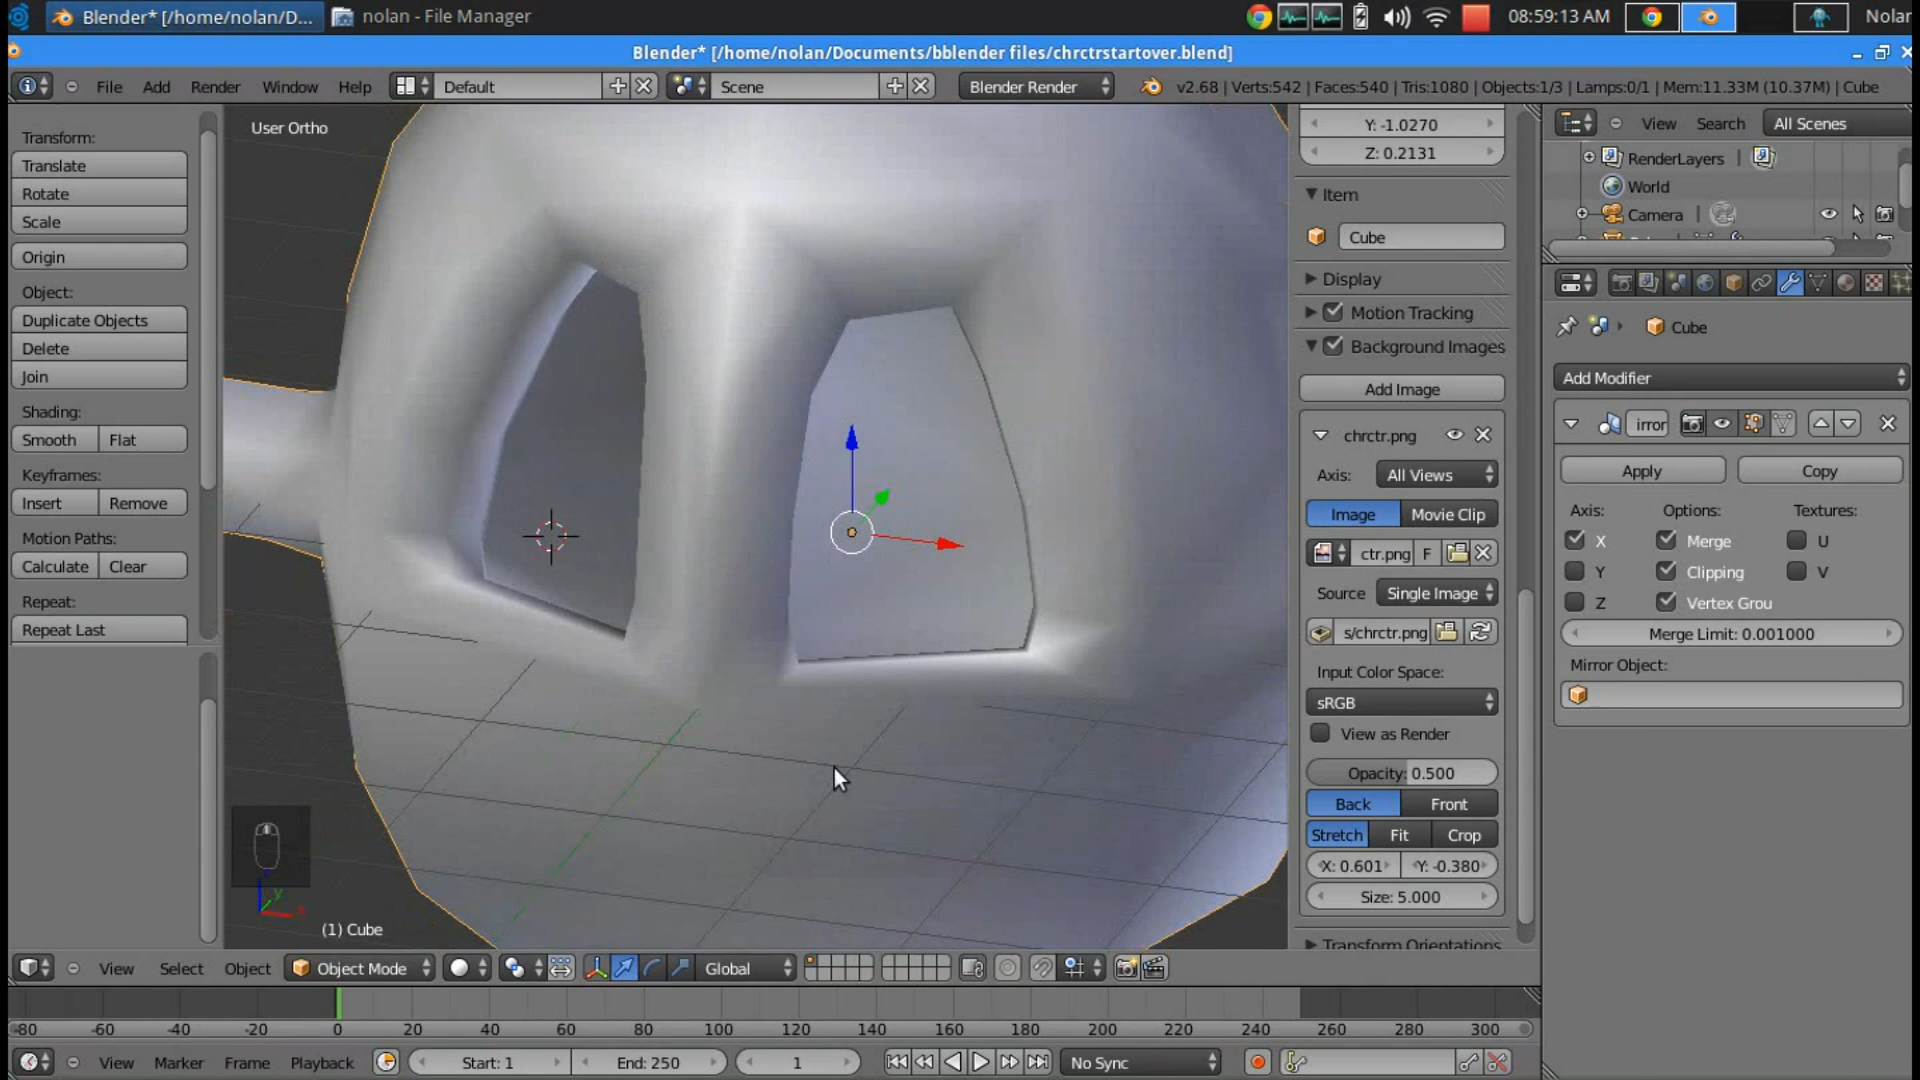 Blender* [/home/nolan/D...
nolan - File Manager
08:59:13 AM
Nolan
Blender* [/home/nolan/Documents/bblender files/chrctrstartover.blend]
File Add Render Window Help
Default
Scene
Blender Render
v2.68 | Verts:542 | Faces:540 | Tris:1080 | Objects:1/3 | Lamps:0/1 | Mem:11.33M (10.37M) | Cube
Transform:
Translate
Rotate
Scale
Origin
Object:
Duplicate Objects
Delete
Join
Shading:
Smooth Flat
Keyframes:
Insert Remove
Motion Paths:
Calculate Clear
Repeat:
Repeat Last
User Ortho
(1) Cube
Y: -1.0270
Z: 0.2131
Item
Cube
Display
Motion Tracking
Background Images
Add Image
chrctr.png
Axis: All Views
Image Movie Clip
ctr.png F
Source Single Image
s/chrctr.png
Input Color Space:
sRGB
View as Render
Opacity: 0.500
Back Front
Stretch Fit Crop
X: 0.601 Y: -0.380
Size: 5.000
Transform Orientations
View Search All Scenes
RenderLayers
World
Camera
Cube
Add Modifier
irror
Apply Copy
Axis: Options: Textures:
X Merge U
Y Clipping V
Z Vertex Grou
Merge Limit: 0.001000
Mirror Object:
View Select Object Object Mode Global
-80 -60 -40 -20 0 20 40 60 80 100 120 140 160 180 200 220 240 260 280 300
View Marker Frame Playback Start: 1 End: 250 1 No Sync